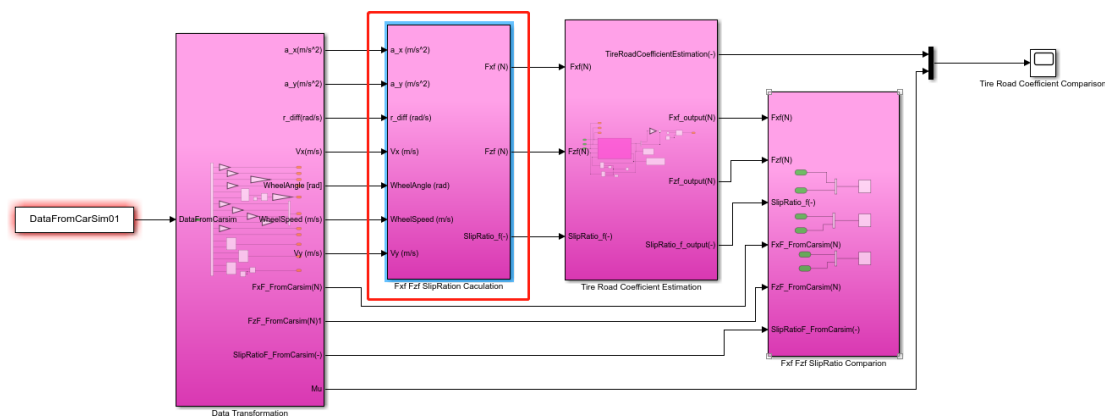 DataFromCarSim01
DataFromCarsim
a_x(m/s^2)
a_y(m/s^2)
r_diff(rad/s)
Vx(m/s)
WheelAngle [rad]
WheelSpeed (m/s)
Vy (m/s)
FxF_FromCarsim(N)
FzF_FromCarsim(N)1
SlipRatioF_FromCarsim(-)
Mu
Data Transformation
a_x (m/s^2)
a_y (m/s^2)
r_diff (rad/s)
Vx (m/s)
WheelAngle (rad)
WheelSpeed (m/s)
Vy (m/s)
Fxf (N)
Fzf (N)
SlipRatio_f(-)
Fxf Fzf SlipRation Caculation
Fxf(N)
Fzf(N)
SlipRatio_f(-)
TireRoadCoefficientEstimation(-)
Fxf_output(N)
Fzf_output(N)
SlipRatio_f_output(-)
Tire Road Coefficient Estimation
Fxf(N)
Fzf(N)
SlipRatio_f(-)
FxF_FromCarsim(N)
FzF_FromCarsim(N)
SlipRatioF_FromCarsim(-)
Fxf Fzf SlipRatio Comparion
Tire Road Coefficient Comparison